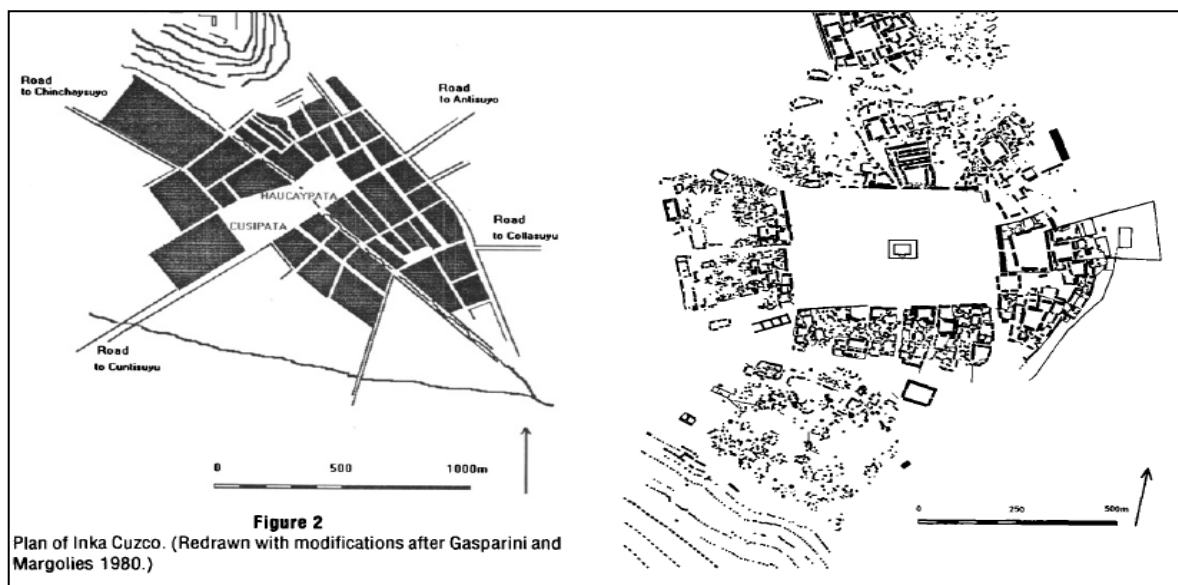 Road
to Chinchaysuyo
Road
to Antisuyo
HAUCAYPATA
CUSIPATA
Road
to Collasuyu
Road
to Cuntisuyu
0 500 1000m
0 250 500m
Figure 2
Plan of Inka Cuzco. (Redrawn with modifications after Gasparini and
Margolies 1980.)